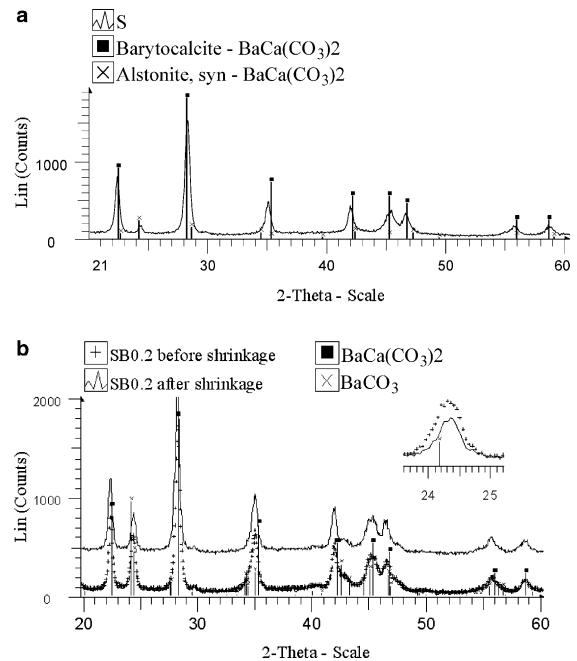 a
S
Barytocalcite - BaCa(CO3)2
Alstonite, syn - BaCa(CO3)2
Lin (Counts)
1000
0
21 30 40 50 60
2-Theta - Scale
b
SB0.2 before shrinkage BaCa(CO3)2
SB0.2 after shrinkage BaCO3
Lin (Counts)
2000
1000
0
24 25
20 30 40 50 60
2-Theta - Scale